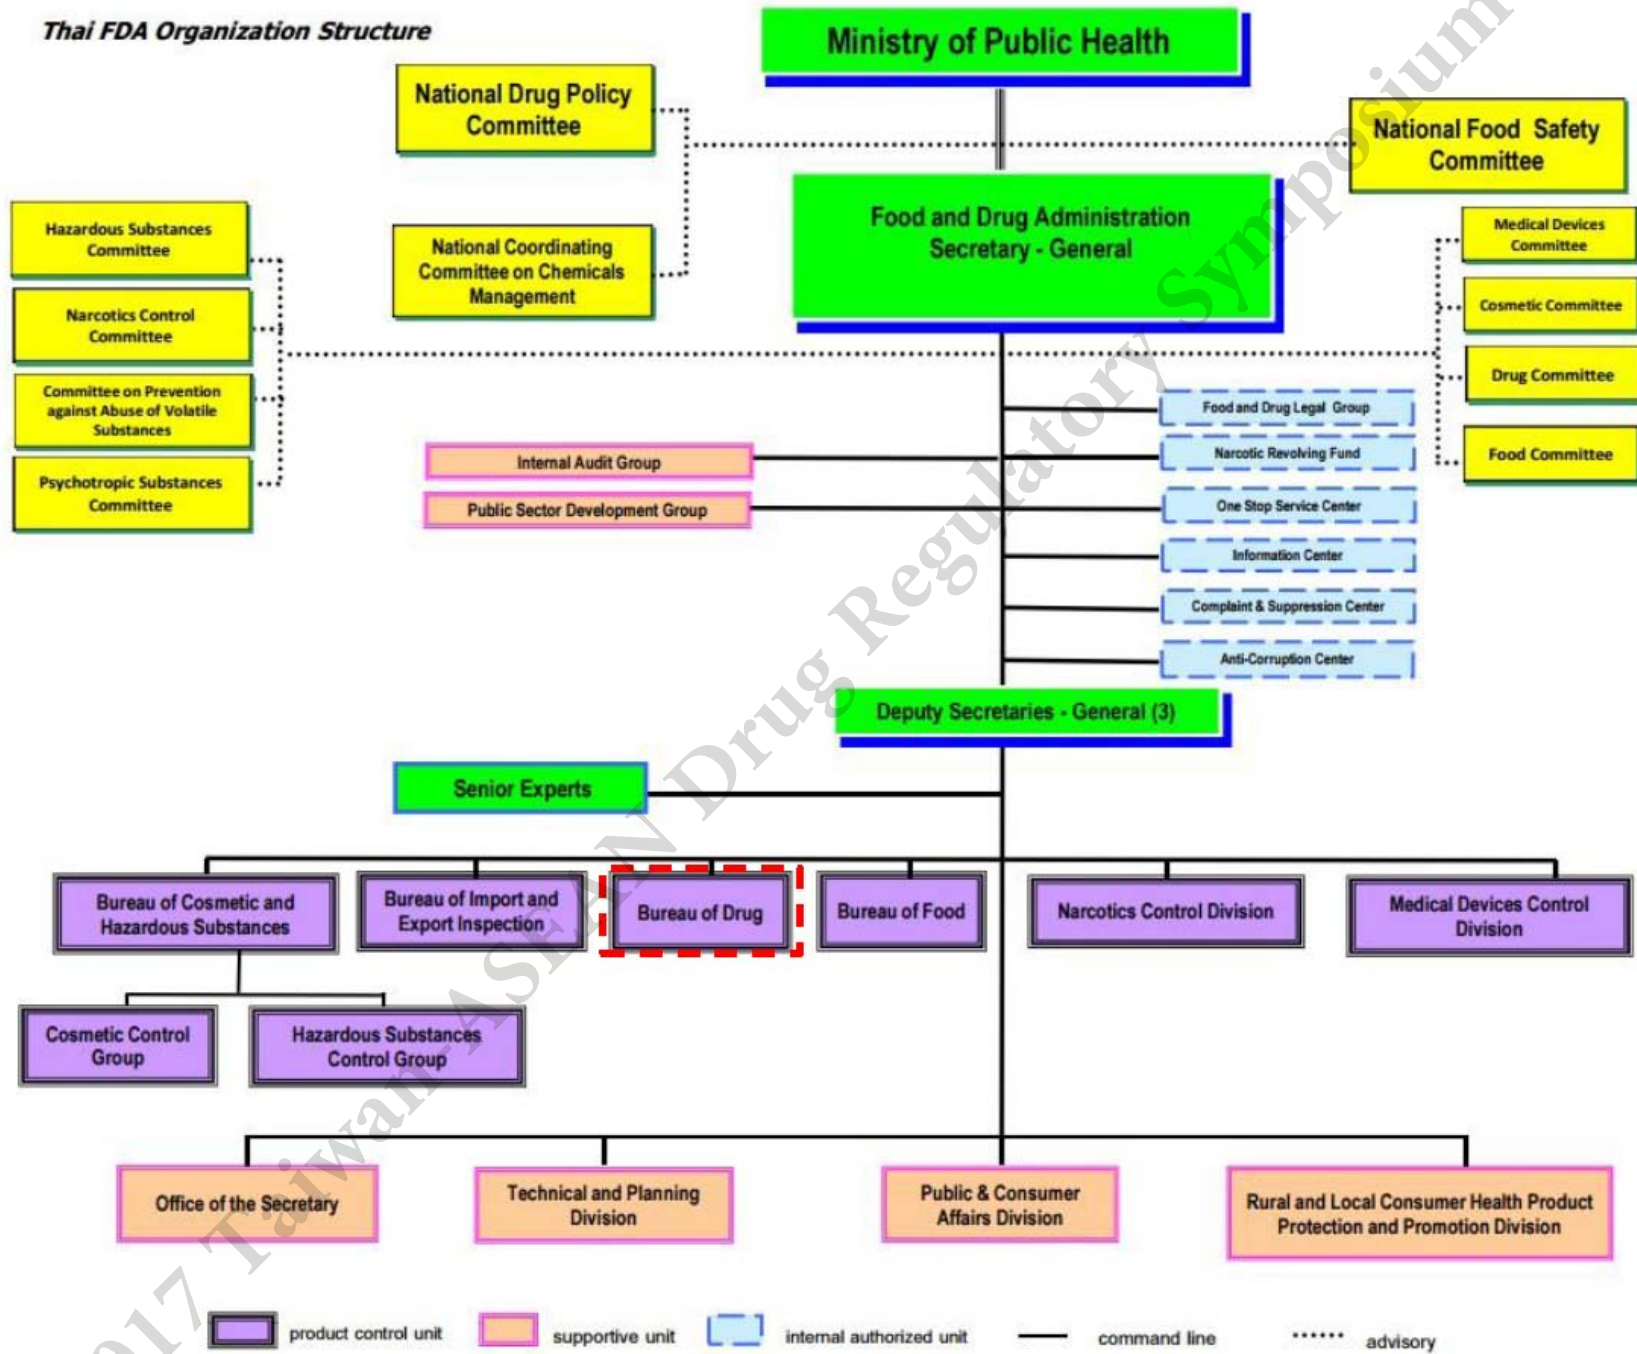 Thai FDA Organization Structure
Ministry of Public Health
National Drug Policy
Committee
National Food Safety
Committee
Food and Drug Administration
Secretary - General
Hazardous Substances
Committee
National Coordinating
Committee on Chemicals
Management
Medical Devices
Committee
Narcotics Control
Committee
Cosmetic Committee
Committee on Prevention
against Abuse of Volatile
Substances
Drug Committee
Psychotropic Substances
Committee
Food Committee
Food and Drug Legal Group
Internal Audit Group
Narcotic Revolving Fund
Public Sector Development Group
One Stop Service Center
Information Center
Complaint & Suppression Center
Anti-Corruption Center
Deputy Secretaries - General (3)
Senior Experts
Bureau of Cosmetic and
Hazardous Substances
Bureau of Import and
Export Inspection
Bureau of Drug
Bureau of Food
Narcotics Control Division
Medical Devices Control
Division
Cosmetic Control
Group
Hazardous Substances
Control Group
Office of the Secretary
Technical and Planning
Division
Public & Consumer
Affairs Division
Rural and Local Consumer Health Product
Protection and Promotion Division
product control unit
supportive unit
internal authorized unit
command line
advisory
2017 Taiwan-ASEAN Drug Regulatory Symposium